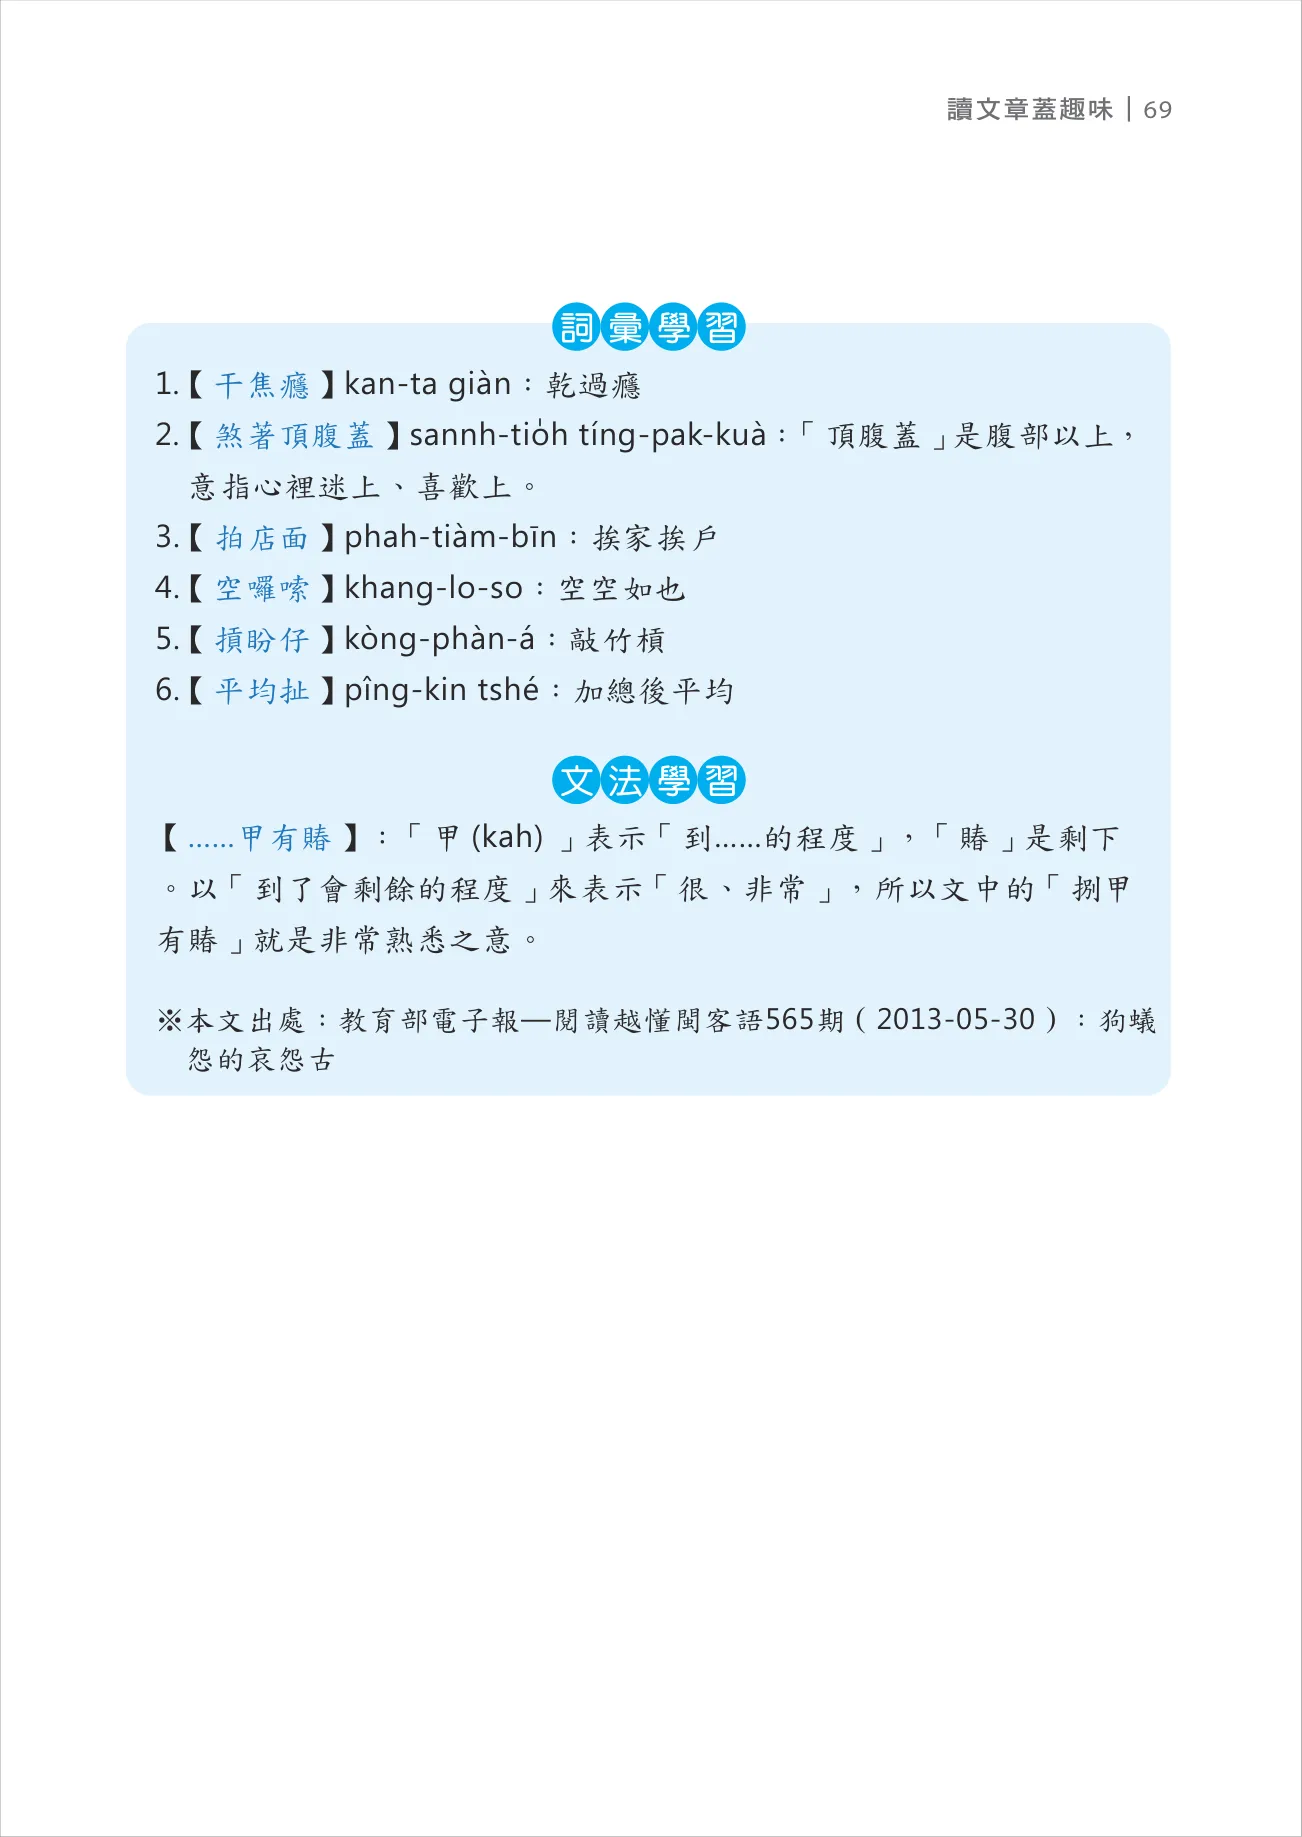 讀文章蓋趣味｜69
詞彙學習
1.【干焦癮】kan-ta giàn：乾過癮
2.【煞著頂腹蓋】sannh-tio̍h tíng-pak-kuà：「頂腹蓋」是腹部以上，
意指心裡迷上、喜歡上。
3.【拍店面】phah-tiàm-bīn：挨家挨戶
4.【空囉嗦】khang-lo-so：空空如也
5.【摃盼仔】kòng-phàn-á：敲竹槓
6.【平均扯】pîng-kin tshé：加總後平均
文法學習
【……甲有賰】：「甲(kah)」表示「到……的程度」，「賰」是剩下
。以「到了會剩餘的程度」來表示「很、非常」，所以文中的「捌甲
有賰」就是非常熟悉之意。
※本文出處：教育部電子報—閱讀越懂閩客語565期（2013-05-30）：狗蟻
怨的哀怨古